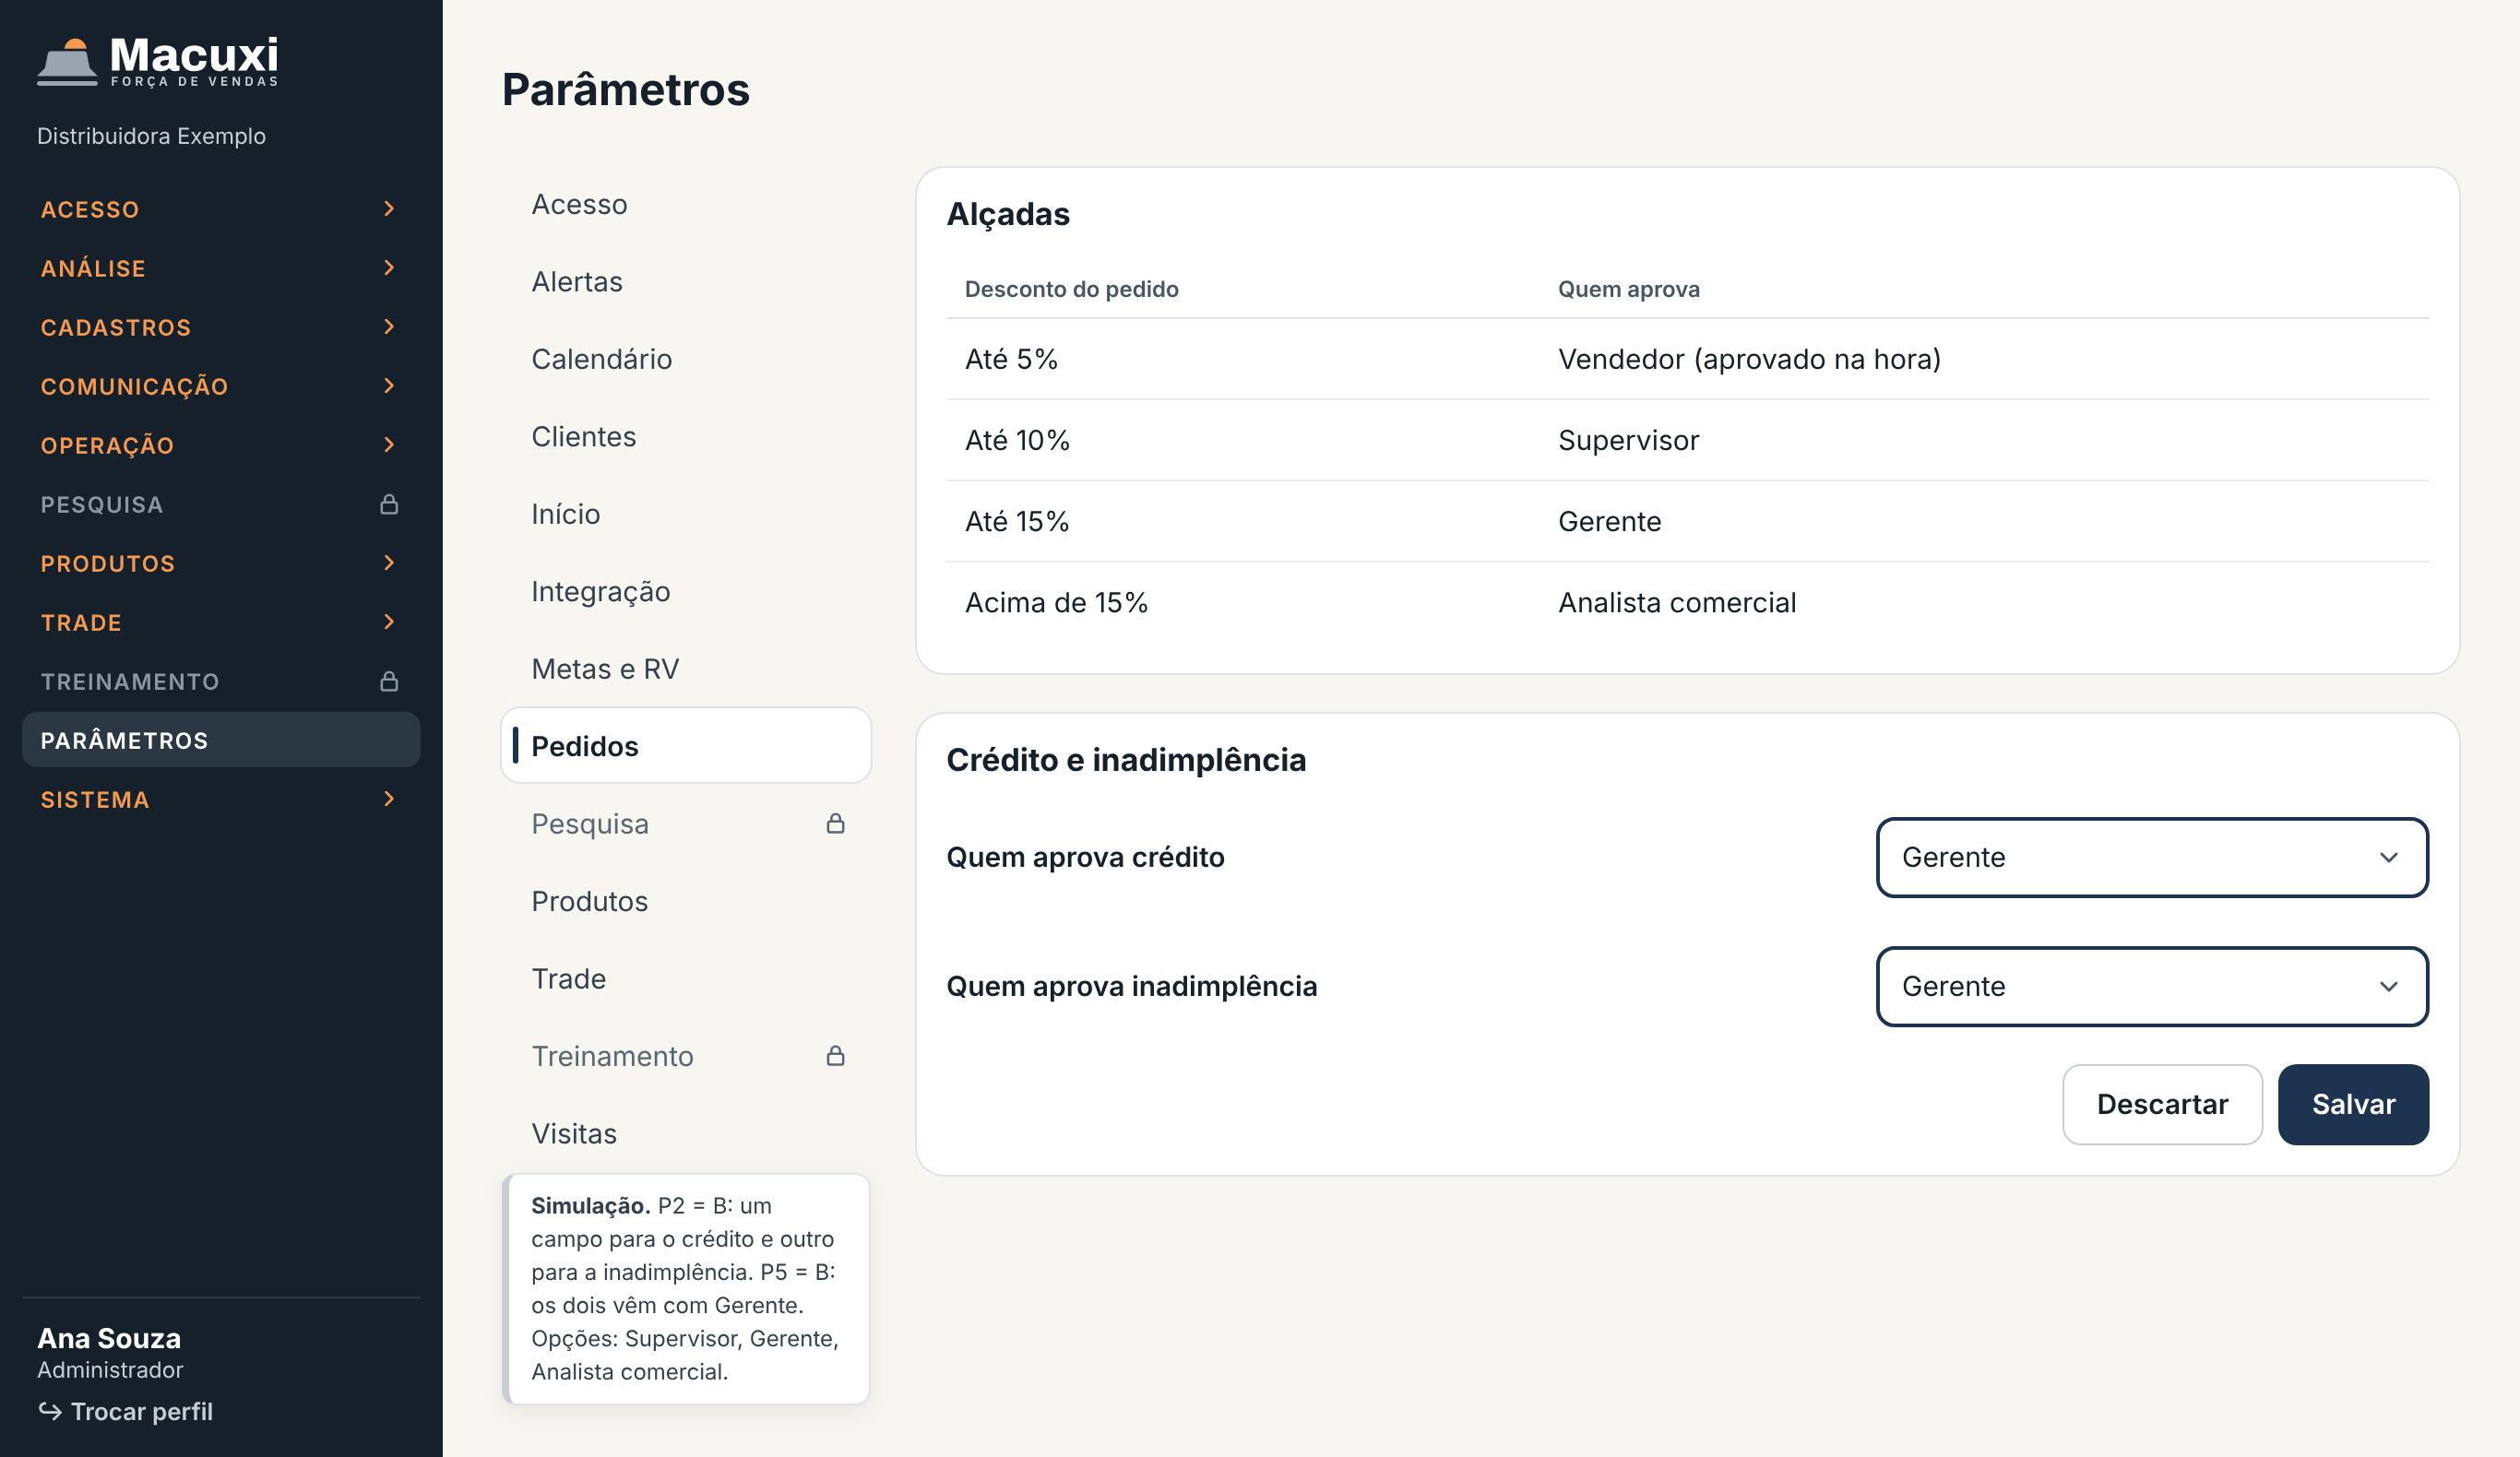 Macuxi
FORÇA DE VENDAS
Distribuidora Exemplo
ACESSO
ANÁLISE
CADASTROS
COMUNICAÇÃO
OPERAÇÃO
PESQUISA
PRODUTOS
TRADE
TREINAMENTO
PARÂMETROS
SISTEMA
Ana Souza
Administrador
Trocar perfil
Parâmetros
Acesso
Alertas
Calendário
Clientes
Início
Integração
Metas e RV
Pedidos
Pesquisa
Produtos
Trade
Treinamento
Visitas
Simulação. P2 = B: um
campo para o crédito e outro
para a inadimplência. P5 = B:
os dois vêm com Gerente.
Opções: Supervisor, Gerente,
Analista comercial.
Alçadas
Desconto do pedido Quem aprova
Até 5% Vendedor (aprovado na hora)
Até 10% Supervisor
Até 15% Gerente
Acima de 15% Analista comercial
Crédito e inadimplência
Quem aprova crédito Gerente
Quem aprova inadimplência Gerente
Descartar Salvar